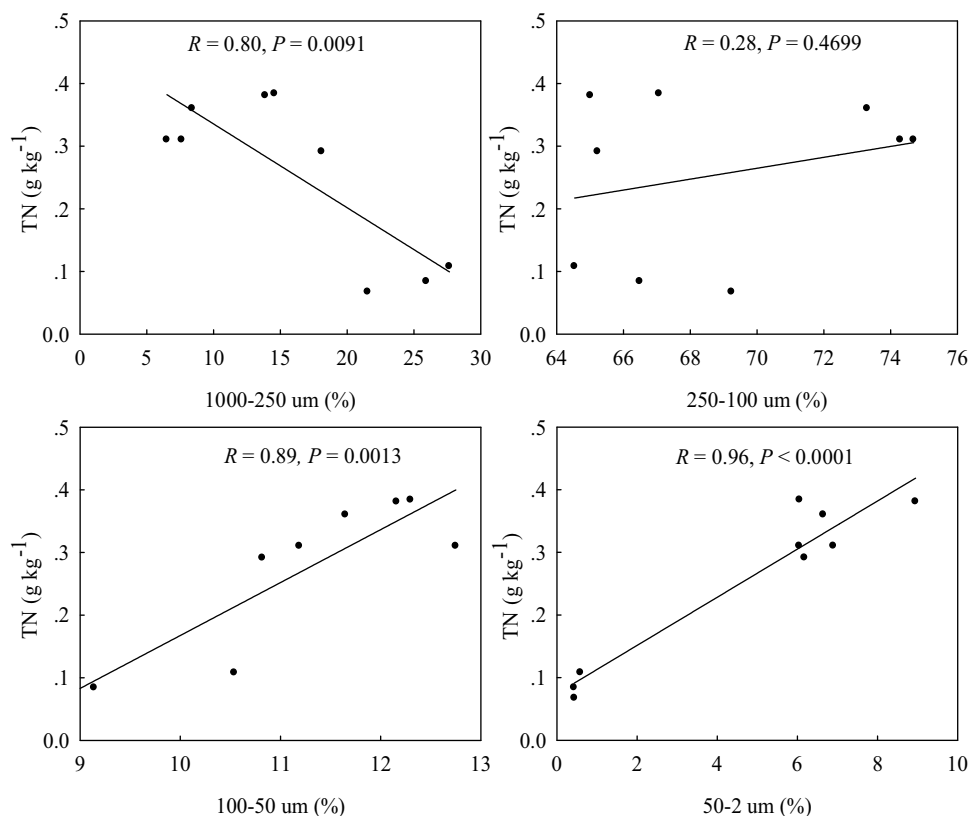 R = 0.80, P = 0.0091
.5
.4
.3
.2
.1
0.0
TN (g kg-1)
0 5 10 15 20 25 30
1000-250 um (%)
R = 0.28, P = 0.4699
.5
.4
.3
.2
.1
0.0
TN (g kg-1)
64 66 68 70 72 74 76
250-100 um (%)
R = 0.89, P = 0.0013
.5
.4
.3
.2
.1
0.0
TN (g kg-1)
9 10 11 12 13
100-50 um (%)
R = 0.96, P < 0.0001
.5
.4
.3
.2
.1
0.0
TN (g kg-1)
0 2 4 6 8 10
50-2 um (%)